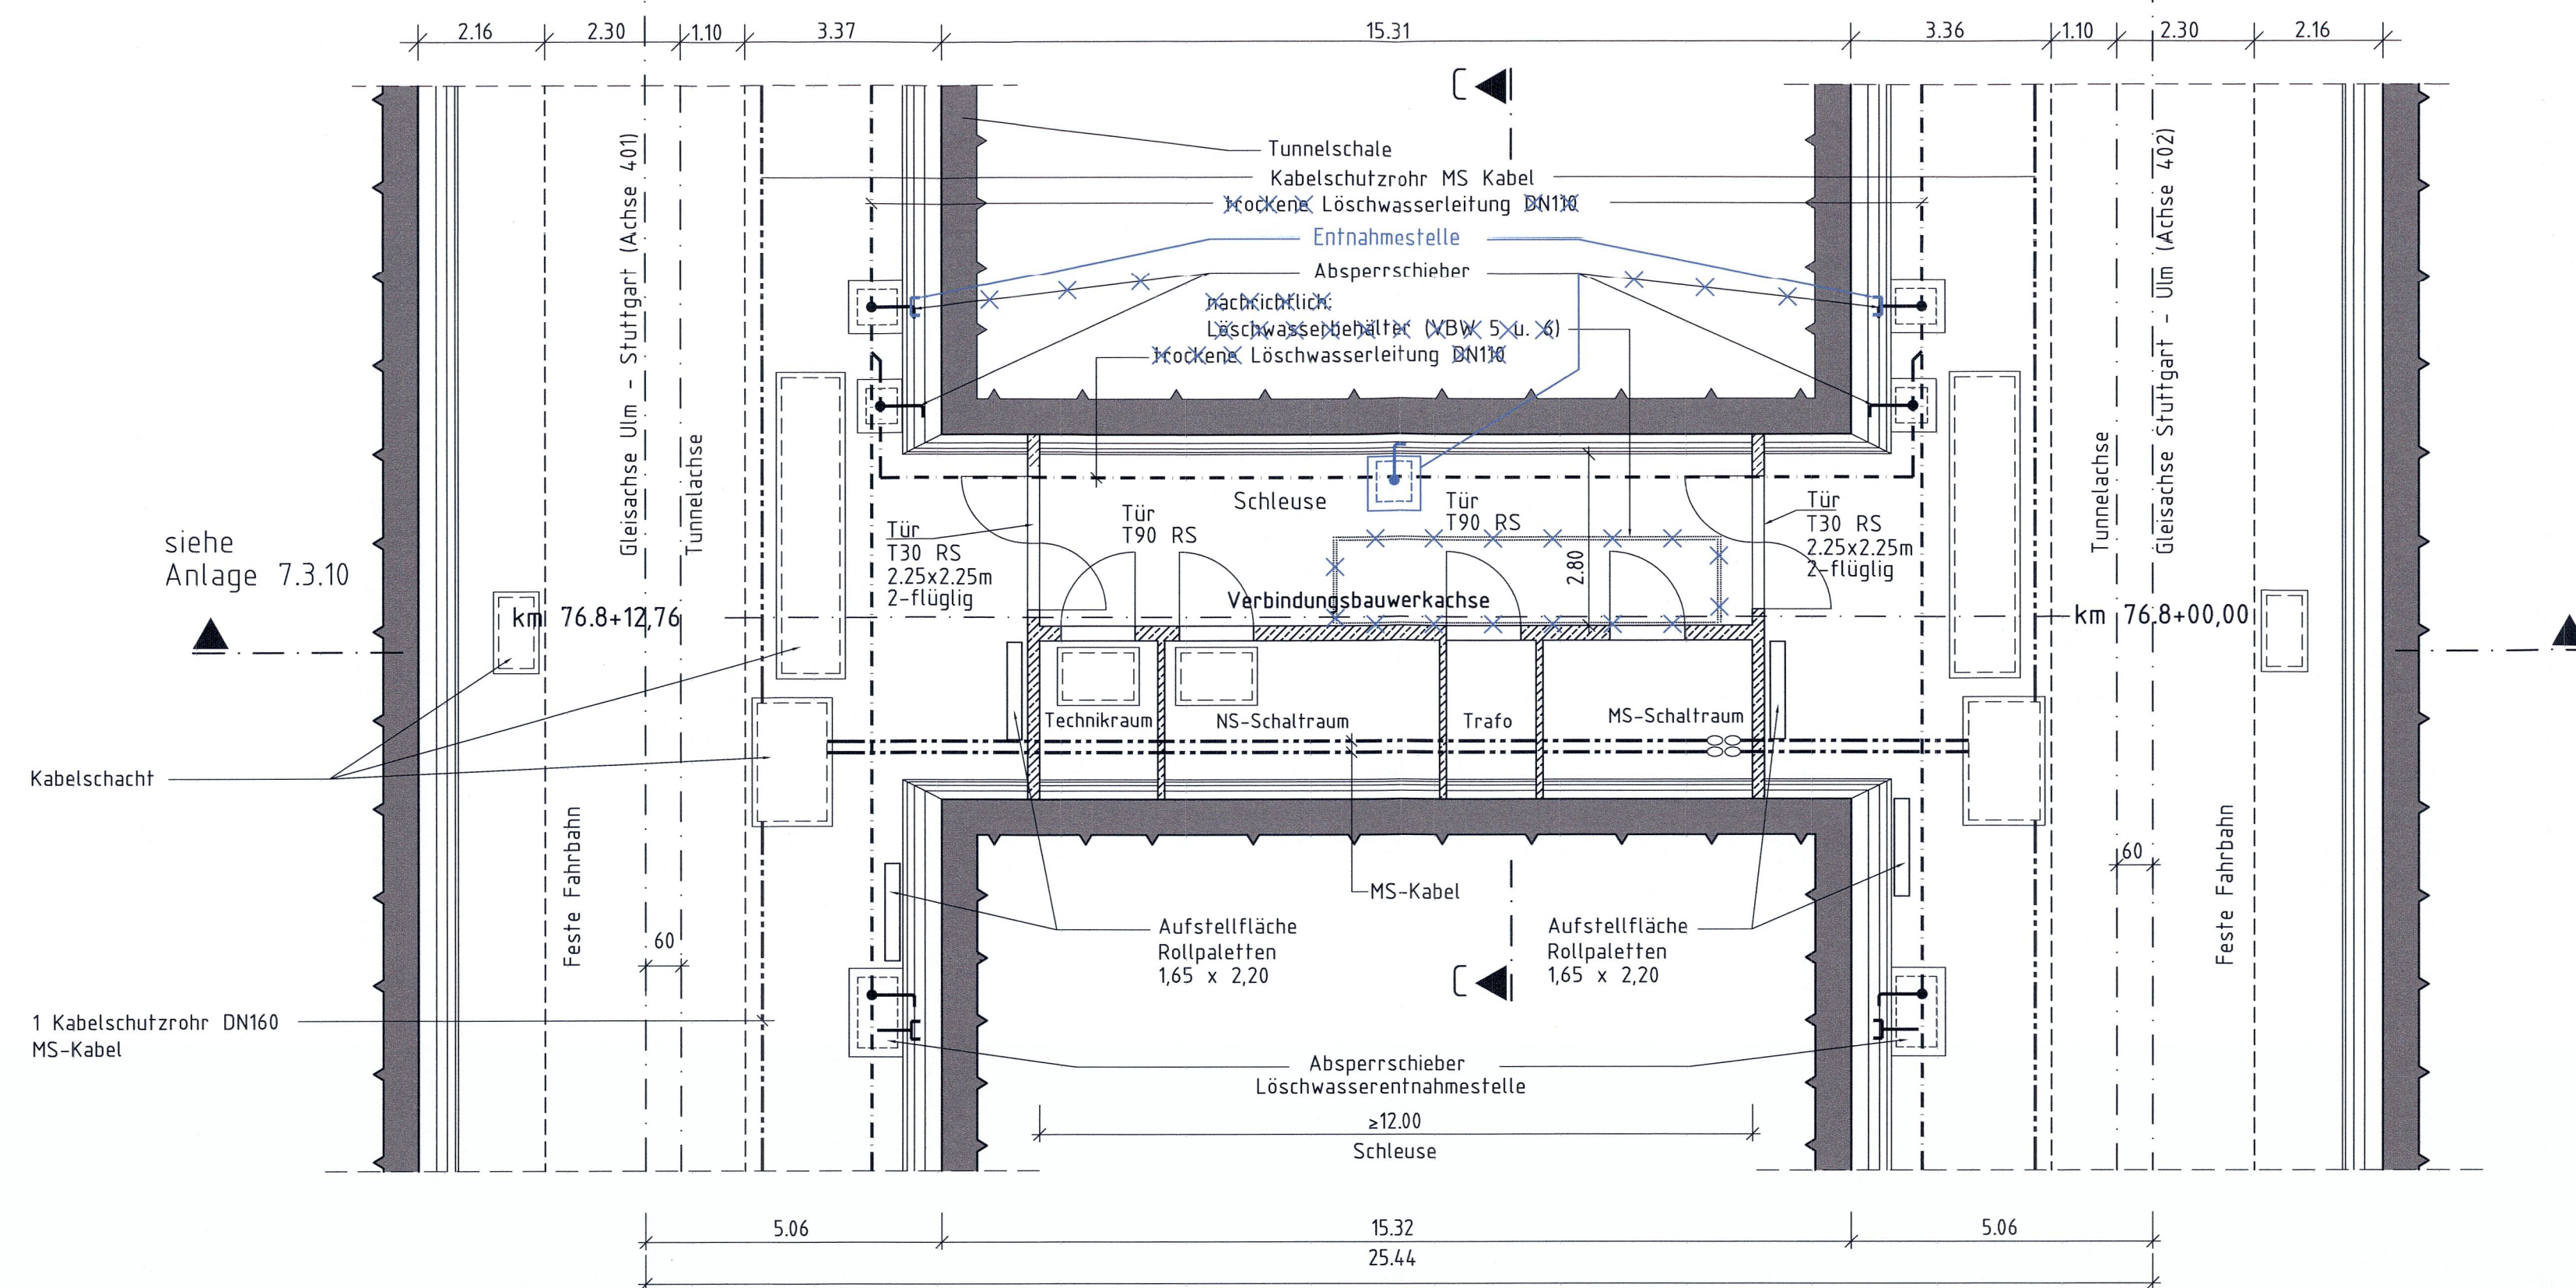 2.16 2.30 1.10 3.37 15.31 3.36 1.10 2.30 2.16
C
Tunnelschale
Kabelschutzrohr MS Kabel
trockene Löschwasserleitung DN110
Entnahmestelle
Absperrschieber
nachrichtlich:
Löschwasserbehälter (VBW 5 u. 6)
trockene Löschwasserleitung DN110
Gleisachse Ulm - Stuttgart (Achse 401)
Tunnelachse
Tunnelachse
Gleisachse Stuttgart - Ulm (Achse 402)
siehe
Anlage 7.3.10
Schleuse
Tür
T30 RS
2.25x2.25m
2-flüglig
Tür
T90 RS
Tür
T90 RS
2.80
Tür
T30 RS
2.25x2.25m
2-flüglig
km 76.8+12,76
Verbindungsbauwerkachse
km 76.8+00,00
Technikraum
NS-Schaltraum
Trafo
MS-Schaltraum
Kabelschacht
Feste Fahrbahn
60
MS-Kabel
60
Feste Fahrbahn
Aufstellfläche
Rollpaletten
1,65 x 2,20
Aufstellfläche
Rollpaletten
1,65 x 2,20
C
1 Kabelschutzrohr DN160
MS-Kabel
Absperrschieber
Löschwasserentnahmestelle
≥12.00
Schleuse
5.06 15.32 5.06
25.44